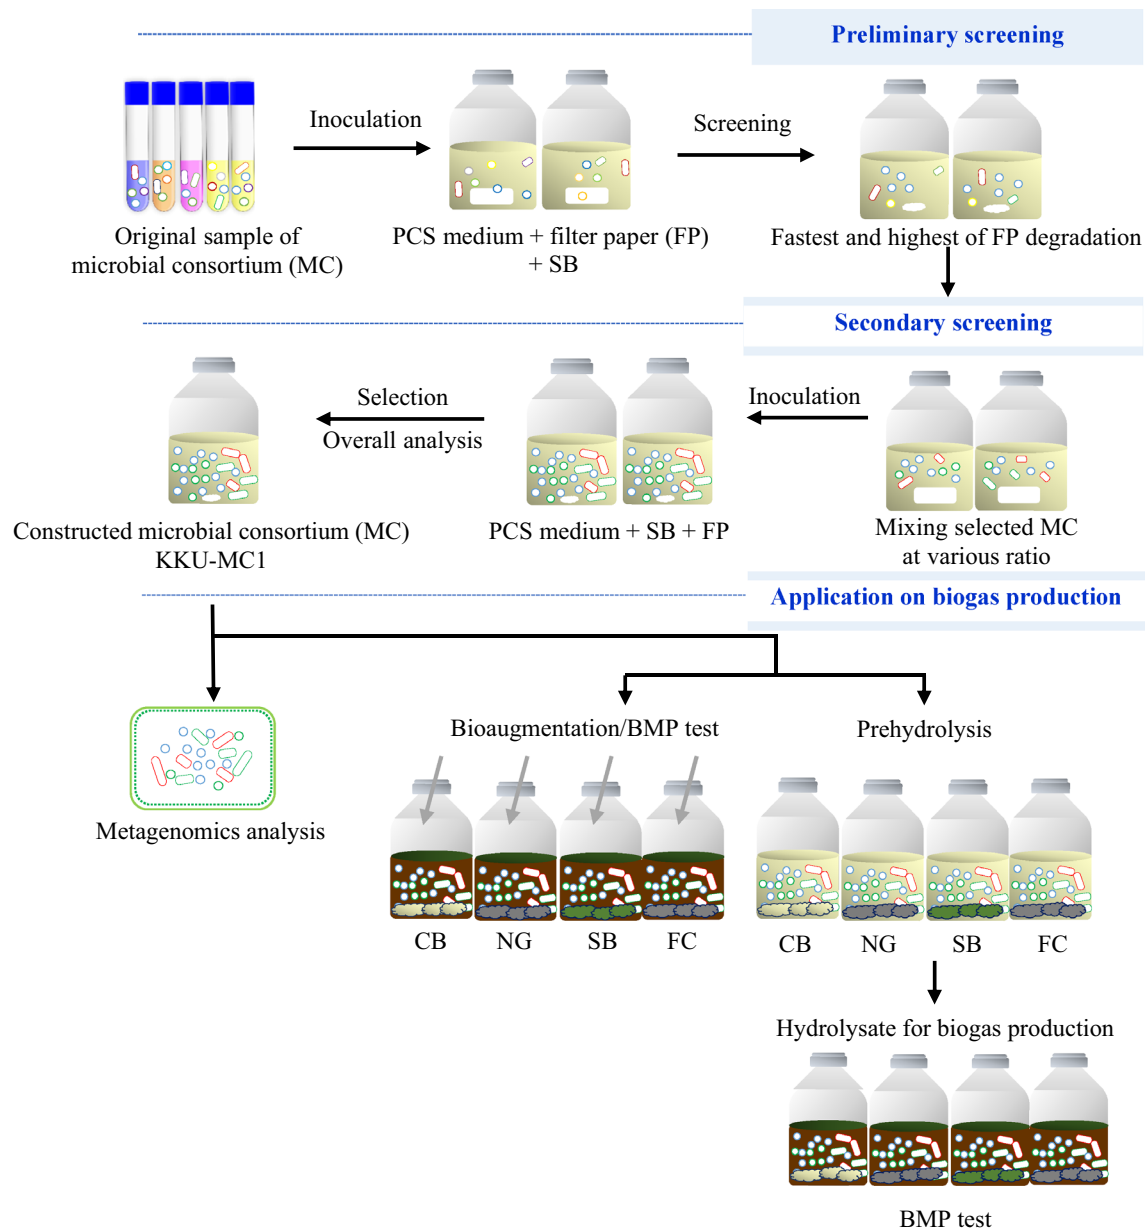 Preliminary screening
Inoculation
Screening
Original sample of
microbial consortium (MC)
PCS medium + filter paper (FP)
+ SB
Fastest and highest of FP degradation
Secondary screening
Selection
Overall analysis
Inoculation
Constructed microbial consortium (MC)
KKU-MC1
PCS medium + SB + FP
Mixing selected MC
at various ratio
Application on biogas production
Bioaugmentation/BMP test
Prehydrolysis
Metagenomics analysis
CB NG SB FC
CB NG SB FC
Hydrolysate for biogas production
BMP test